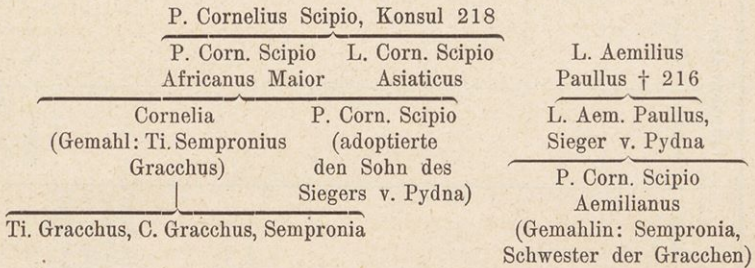 P. Cornelius Scipio, Konsul 218
P. Corn. Scipio
Africanus Maior
L. Corn. Scipio
Asiaticus
Cornelia
(Gemahl: Ti. Sempronius
Gracchus)
P. Corn. Scipio
(adoptierte
den Sohn des
Siegers v. Pydna)
Ti. Gracchus, C. Gracchus, Sempronia
L. Aemilius
Paullus † 216
L. Aem. Paullus,
Sieger v. Pydna
P. Corn. Scipio
Aemilianus
(Gemahlin: Sempronia,
Schwester der Gracchen)